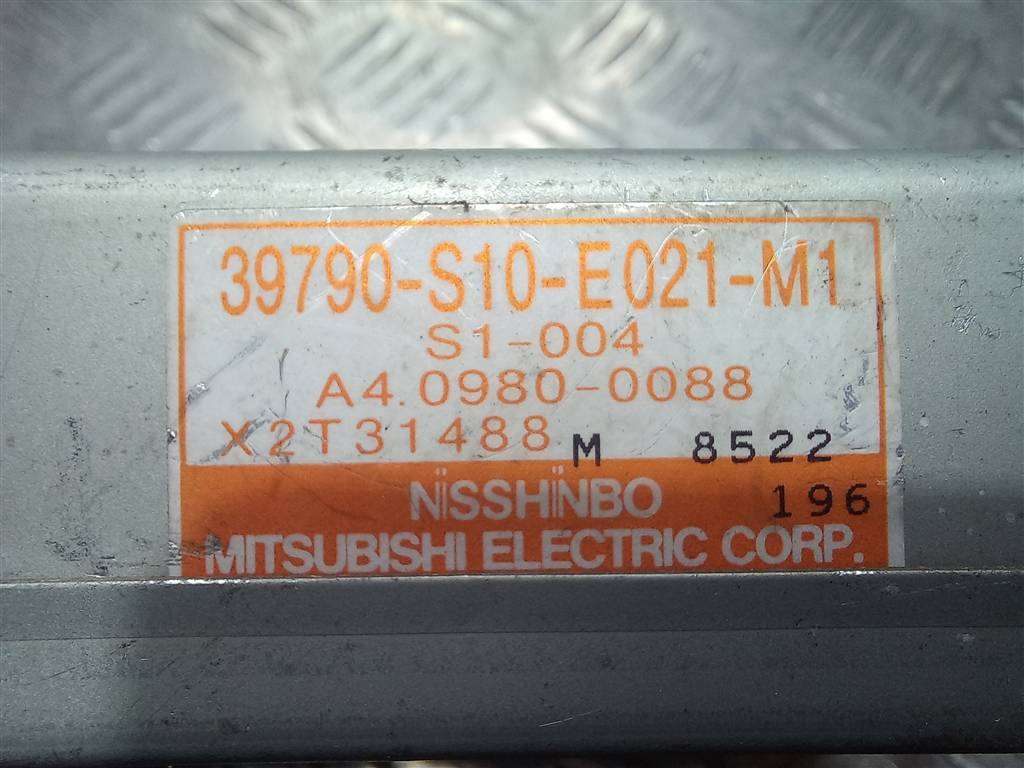 39790-S10-E021-M1
S1-004
A4.0980-0088
X2T31488 M 8522
NISSHINBO 196
MITSUBISHI ELECTRIC CORP.